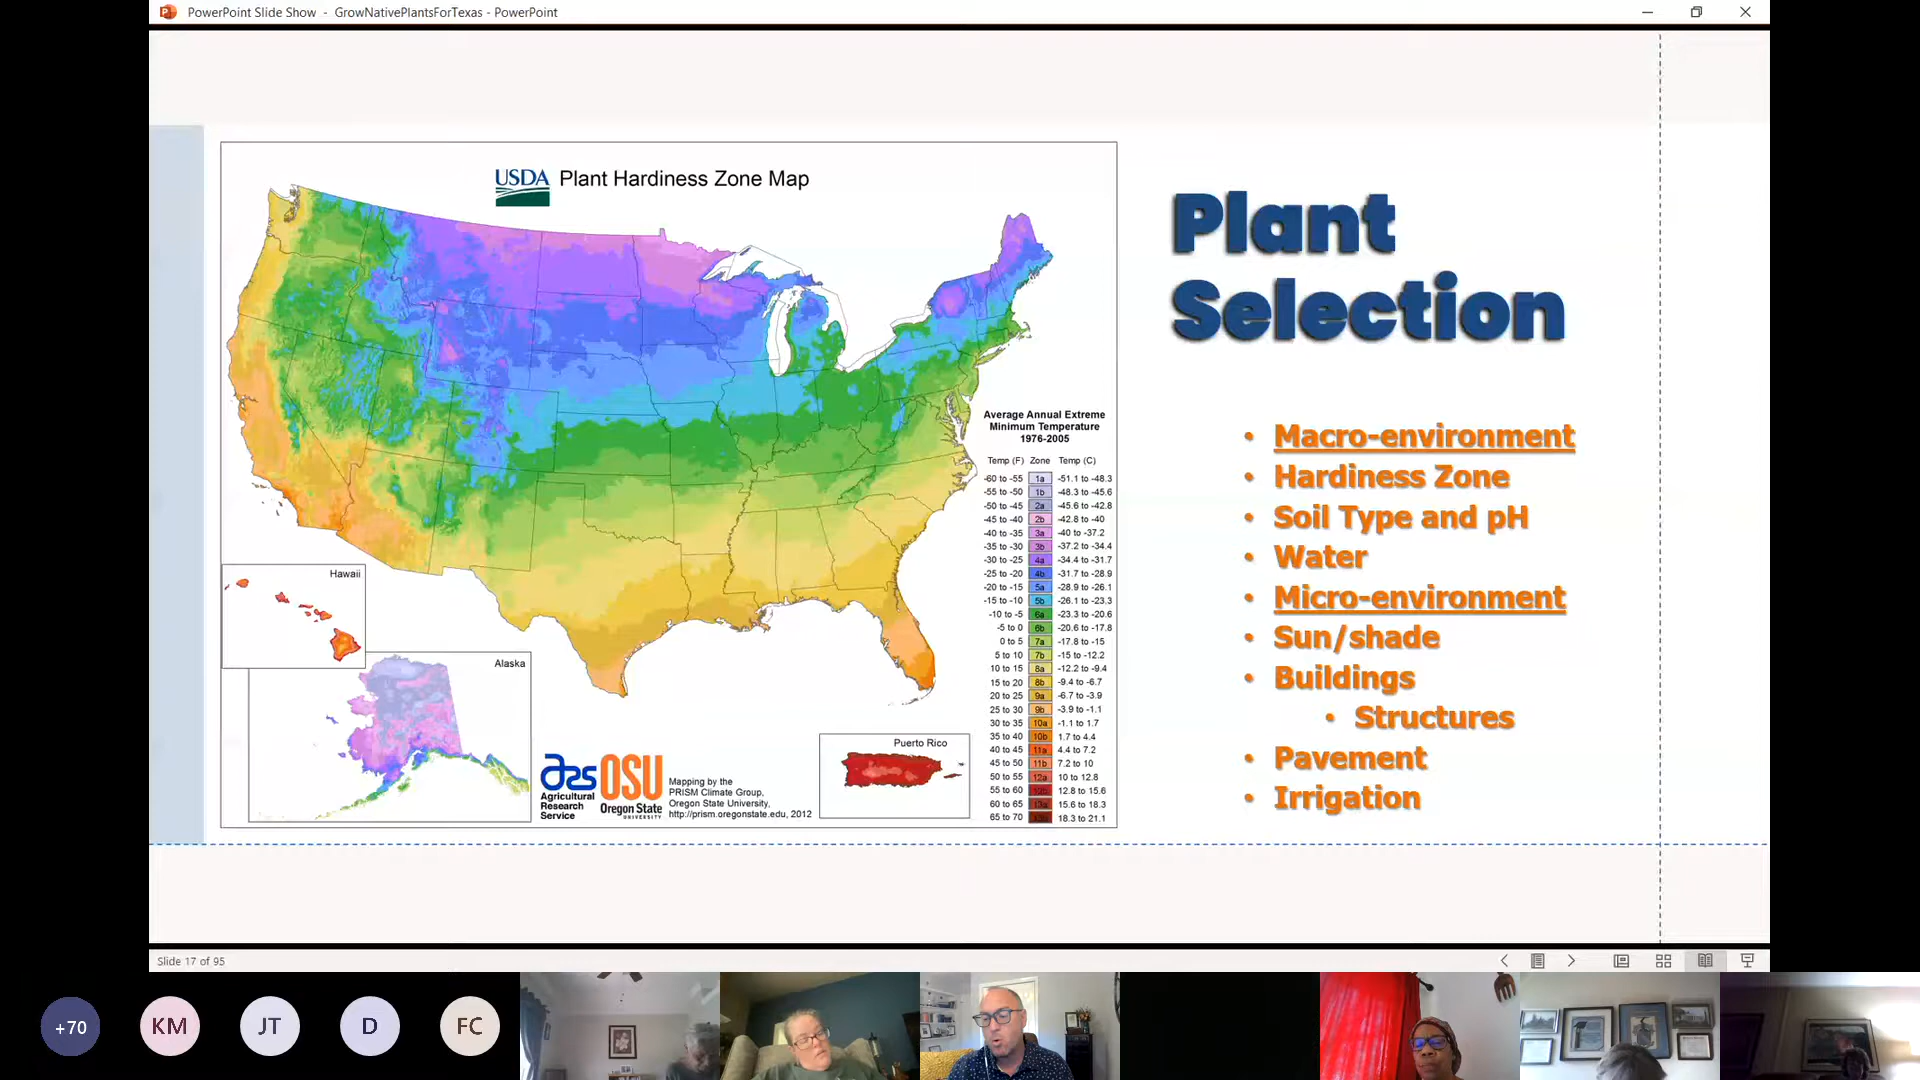 PowerPoint Slide Show - GrowNativePlantsForTexas - PowerPoint
USDA Plant Hardiness Zone Map
Plant
Selection
Average Annual Extreme
Minimum Temperature
1976-2005
Temp (F) Zone Temp (C)
-60 to -55 1a -51.1 to -48.3
-55 to -50 1b -48.3 to -45.6
-50 to -45 2a -45.6 to -42.8
-45 to -40 2b -42.8 to -40
-40 to -35 3a -40 to -37.2
-35 to -30 3b -37.2 to -34.4
-30 to -25 4a -34.4 to -31.7
-25 to -20 4b -31.7 to -28.9
-20 to -15 5a -28.9 to -26.1
-15 to -10 5b -26.1 to -23.3
-10 to -5 6a -23.3 to -20.6
-5 to 0 6b -20.6 to -17.8
0 to 5 7a -17.8 to -15
5 to 10 7b -15 to -12.2
10 to 15 8a -12.2 to -9.4
15 to 20 8b -9.4 to -6.7
20 to 25 9a -6.7 to -3.9
25 to 30 9b -3.9 to -1.1
30 to 35 10a -1.1 to 1.7
35 to 40 10b 1.7 to 4.4
40 to 45 11a 4.4 to 7.2
45 to 50 11b 7.2 to 10
50 to 55 12a 10 to 12.8
55 to 60 12b 12.8 to 15.6
60 to 65 13a 15.6 to 18.3
65 to 70 13b 18.3 to 21.1
Hawaii
Alaska
Puerto Rico
ars
Agricultural
Research
Service
OSU
Oregon State
UNIVERSITY
Mapping by the
PRISM Climate Group,
Oregon State University,
http://prism.oregonstate.edu, 2012
• Macro-environment
• Hardiness Zone
• Soil Type and pH
• Water
• Micro-environment
• Sun/shade
• Buildings
• Structures
• Pavement
• Irrigation
Slide 17 of 95
+70 KM JT D FC